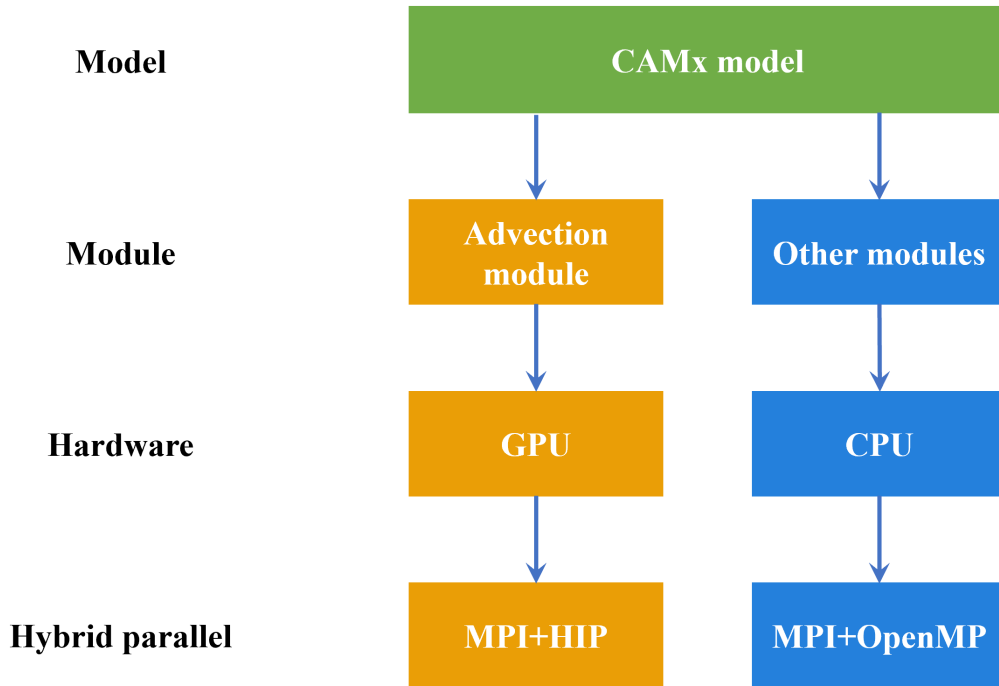 Model
CAMx model
Module
Advection
module
Other modules
Hardware
GPU
CPU
Hybrid parallel
MPI+HIP
MPI+OpenMP